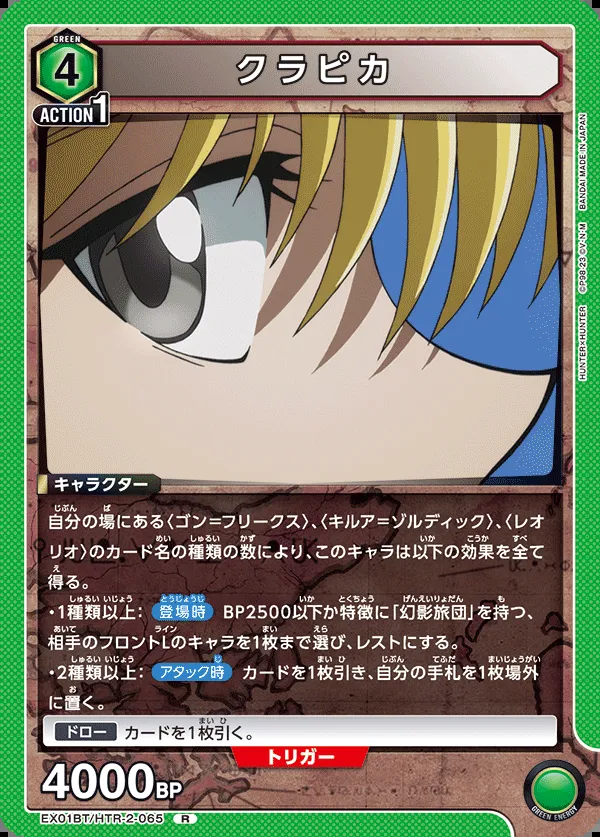 GREEN
4
ACTION 1
クラピカ
HUNTER×HUNTER ©P98-23 ©V・N・M BANDAI MADE IN JAPAN
キャラクター
自分の場にある〈ゴン=フリークス〉、〈キルア=ゾルディック〉、〈レオ
リオ〉のカード名の種類の数により、このキャラは以下の効果を全て
得る。
・1種類以上: 登場時 BP2500以下か特徴に「幻影旅団」を持つ、
相手のフロントLのキャラを1枚まで選び、レストにする。
・2種類以上: アタック時 カードを1枚引き、自分の手札を1枚場外
に置く。
ドロー カードを1枚引く。
トリガー
4000BP
GREEN ENERGY
EX01BT/HTR-2-065 R